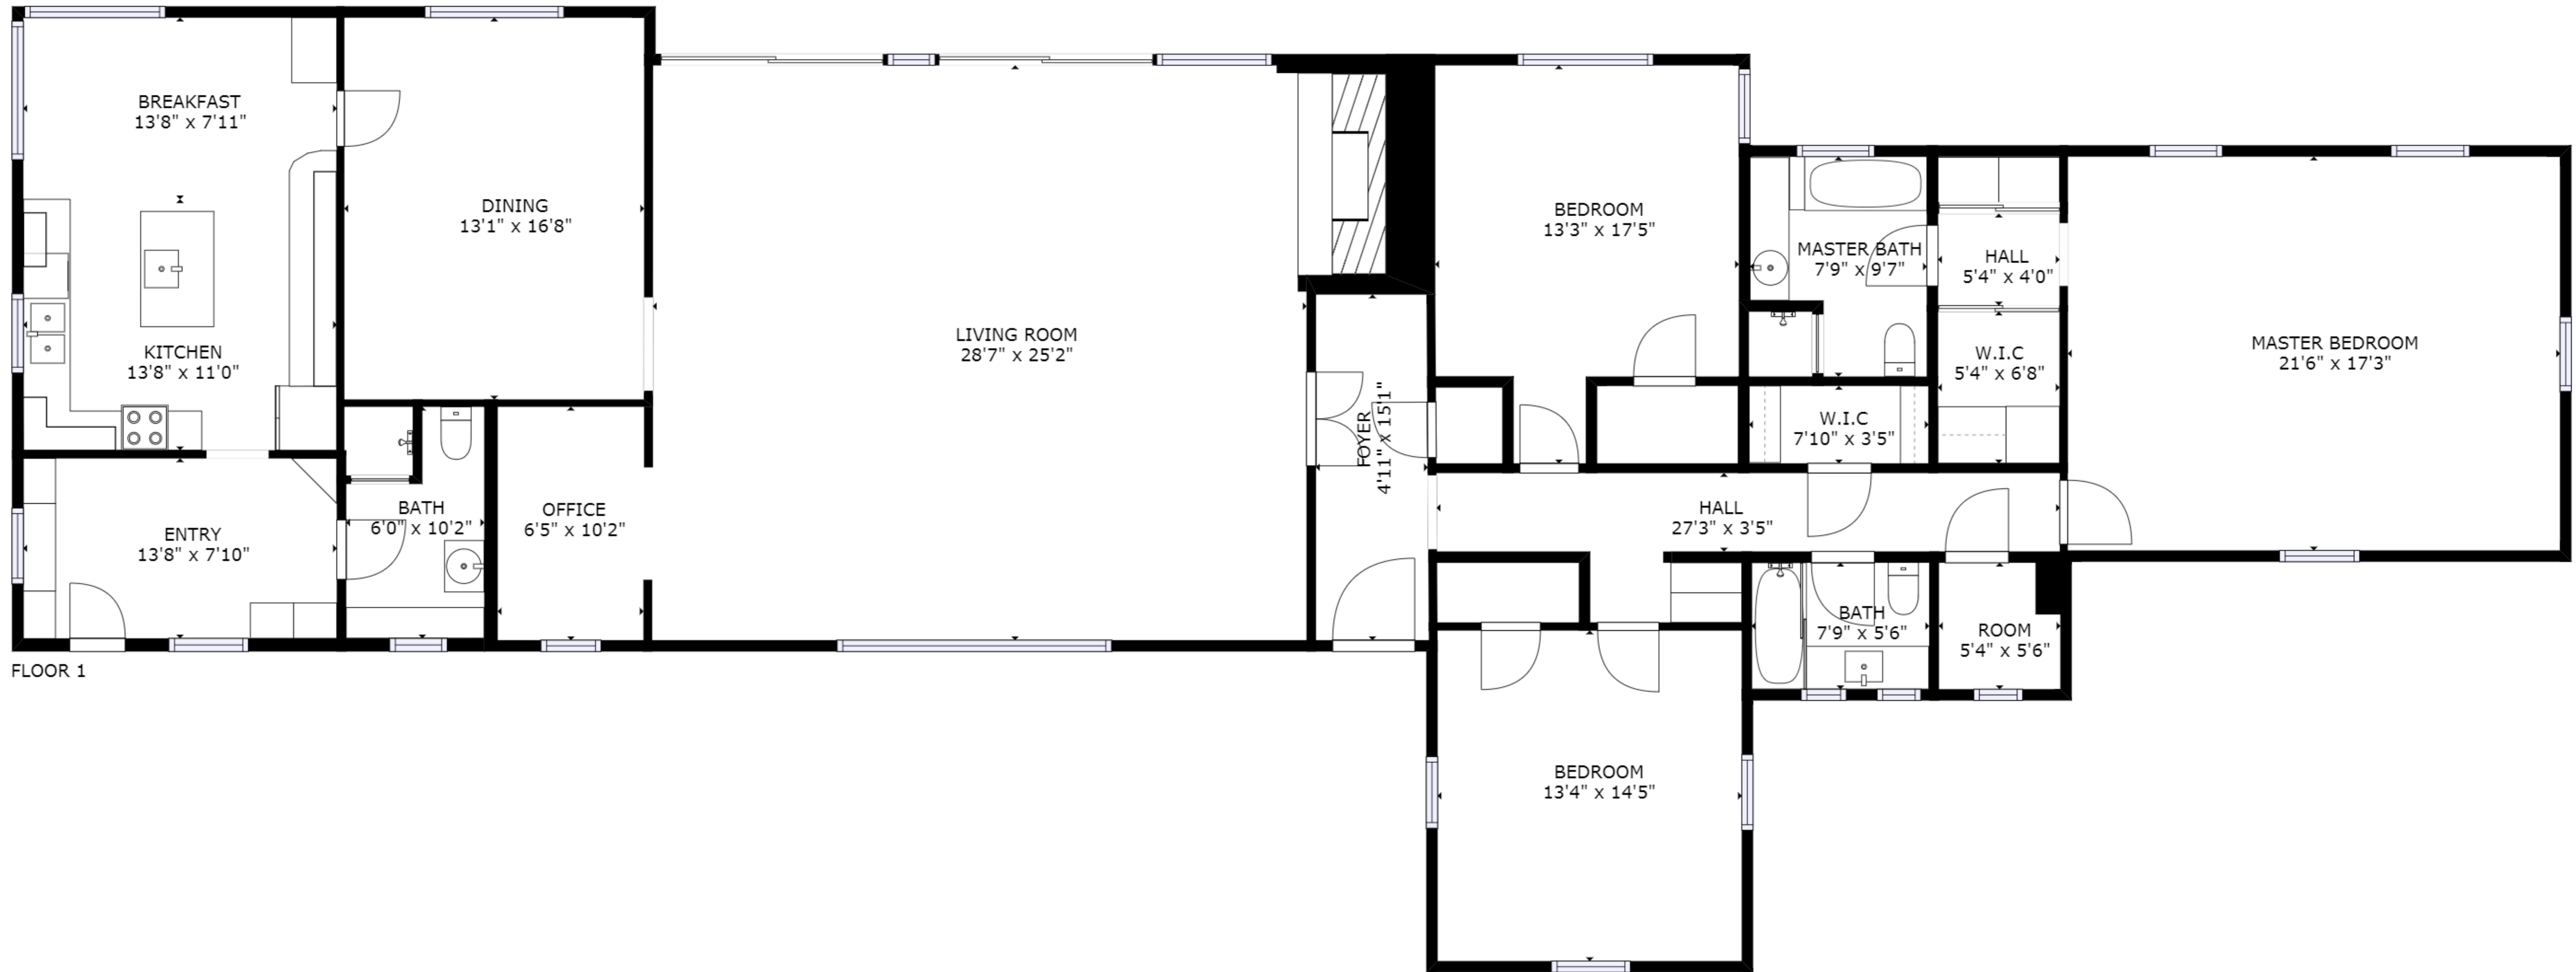 BREAKFAST
13'8" x 7'11"
DINING
13'1" x 16'8"
KITCHEN
13'8" x 11'0"
LIVING ROOM
28'7" x 25'2"
BEDROOM
13'3" x 17'5"
MASTER BATH
7'9" x 9'7"
HALL
5'4" x 4'0"
W.I.C
5'4" x 6'8"
MASTER BEDROOM
21'6" x 17'3"
W.I.C
7'10" x 3'5"
FOYER
4'11" x 15'1"
ENTRY
13'8" x 7'10"
BATH
6'0" x 10'2"
OFFICE
6'5" x 10'2"
HALL
27'3" x 3'5"
BATH
7'9" x 5'6"
ROOM
5'4" x 5'6"
FLOOR 1
BEDROOM
13'4" x 14'5"